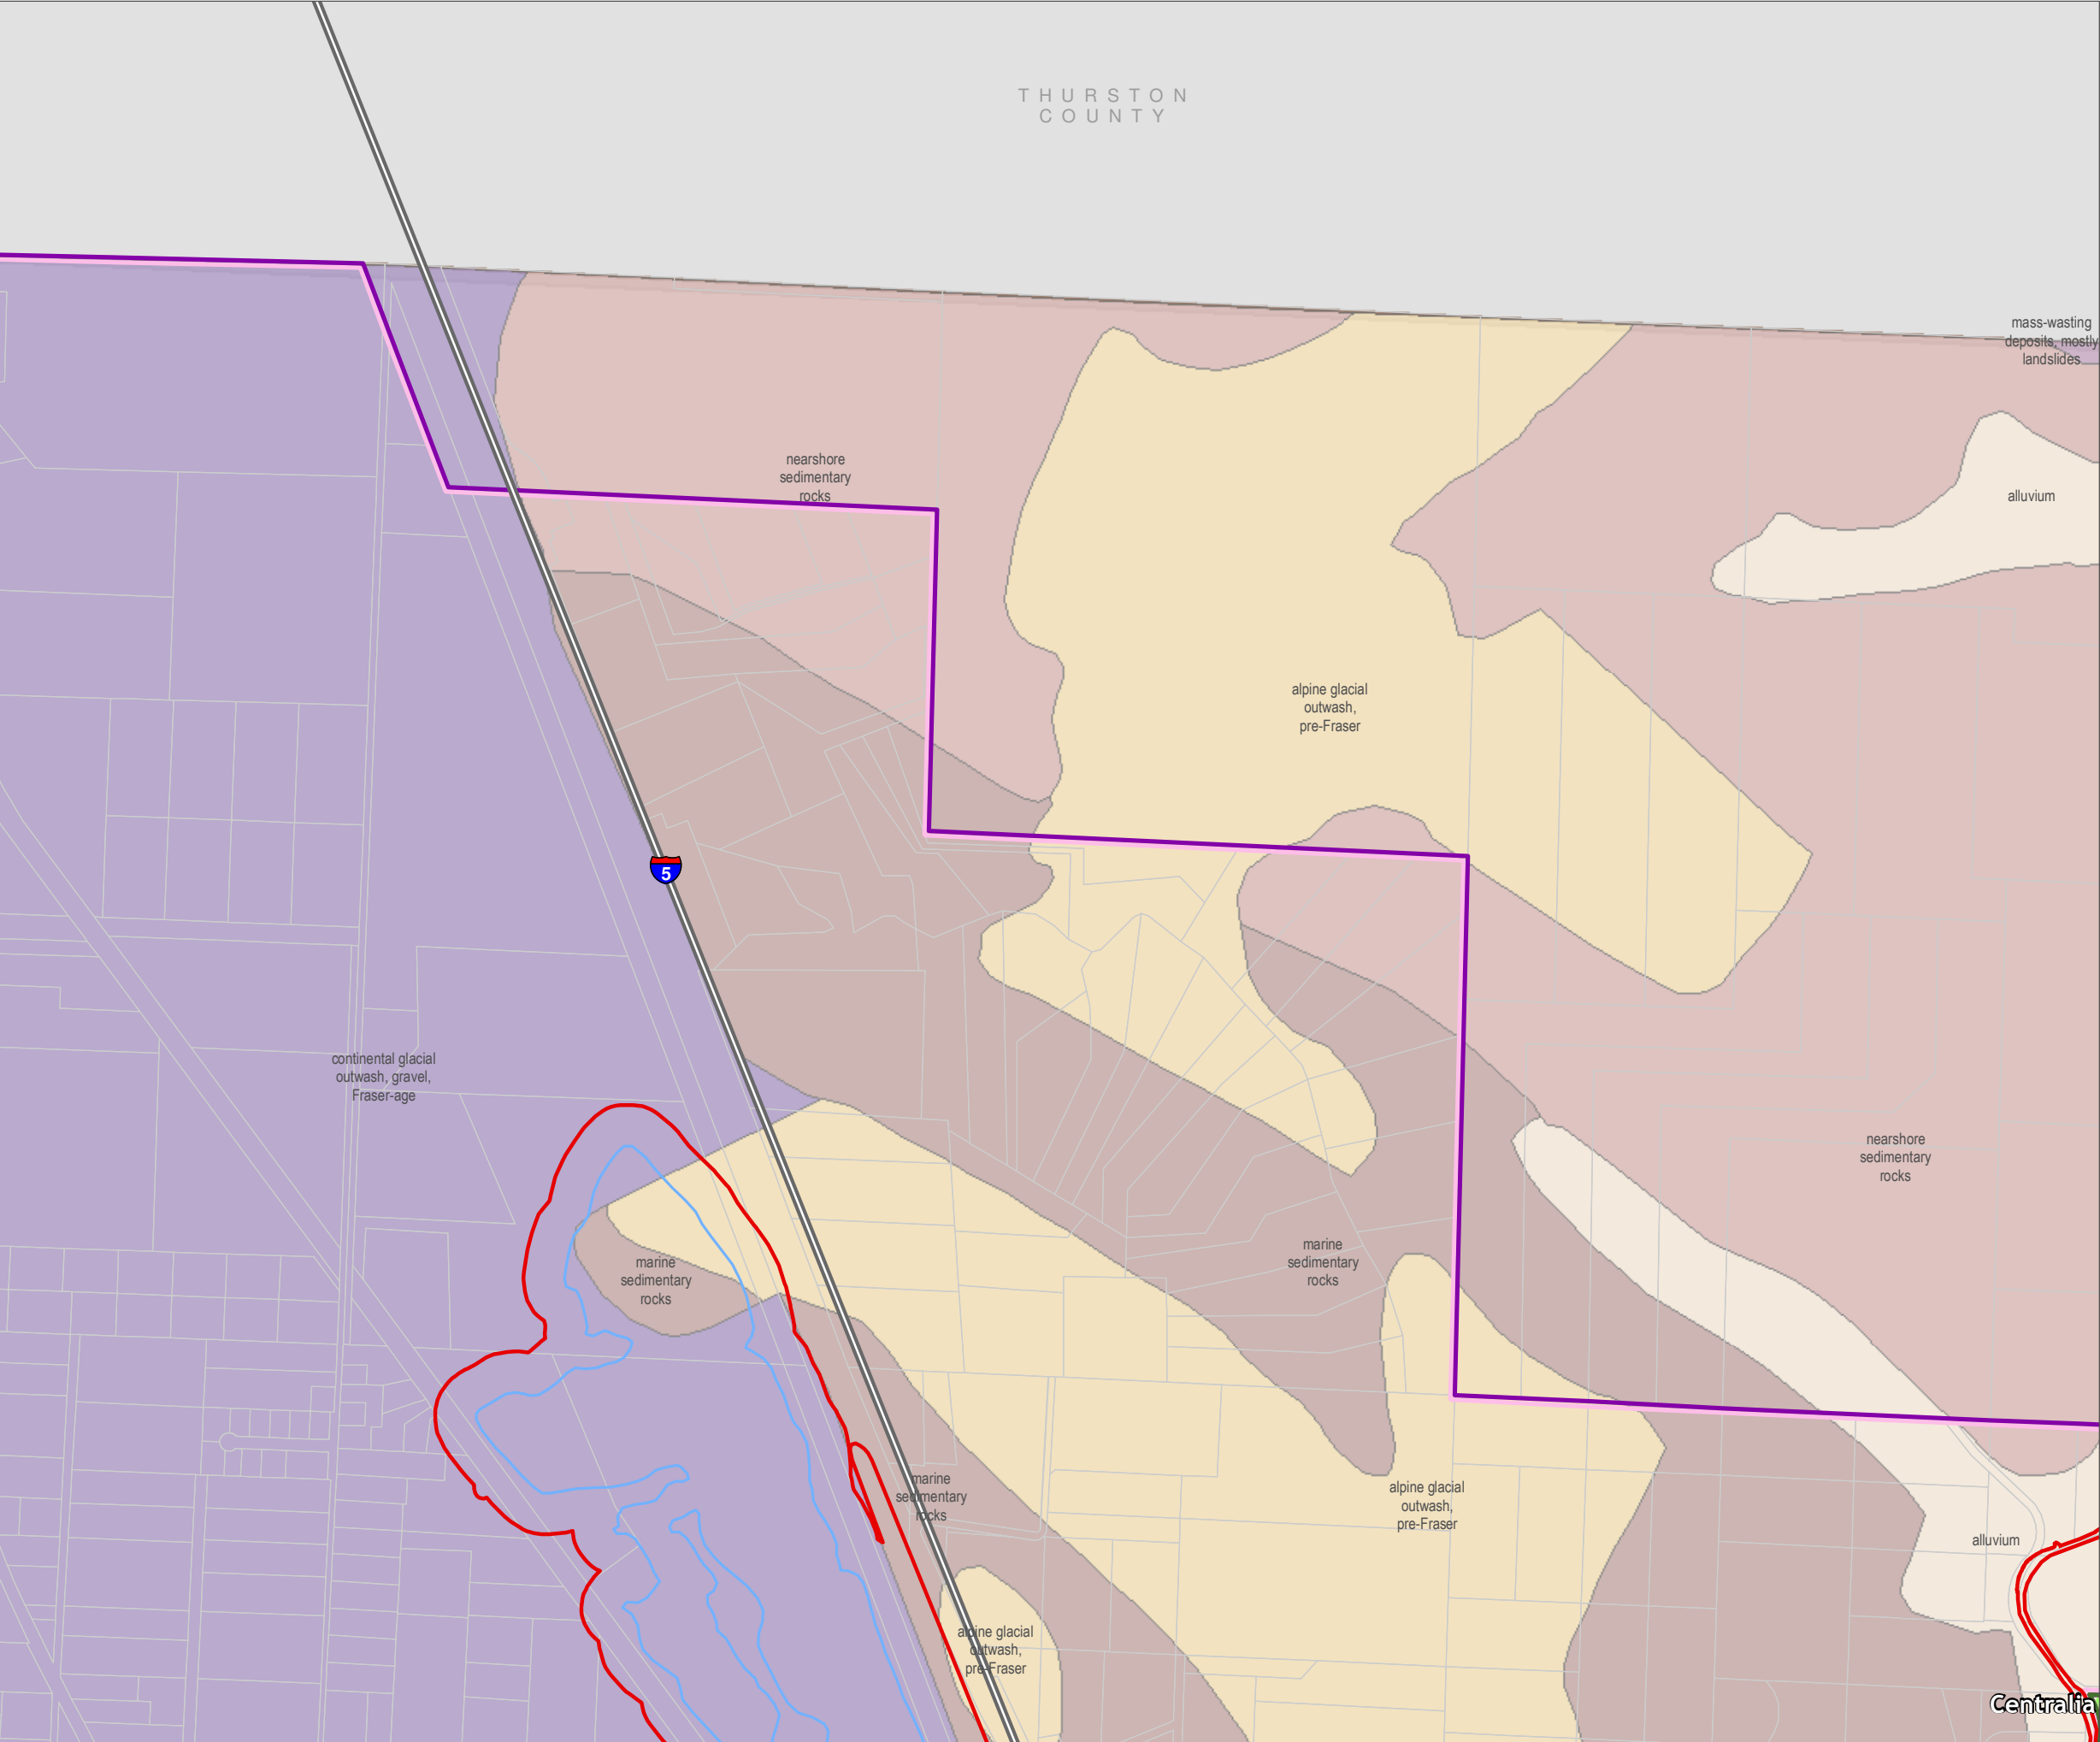 THURSTON
COUNTY
mass-wasting
deposits, mostly
landslides
nearshore
sedimentary
rocks
alluvium
alpine glacial
outwash,
pre-Fraser
5
continental glacial
outwash, gravel,
Fraser-age
nearshore
sedimentary
rocks
marine
sedimentary
rocks
marine
sedimentary
rocks
marine
sedimentary
rocks
alpine glacial
outwash,
pre-Fraser
alluvium
alpine glacial
outwash,
pre-Fraser
Centralia